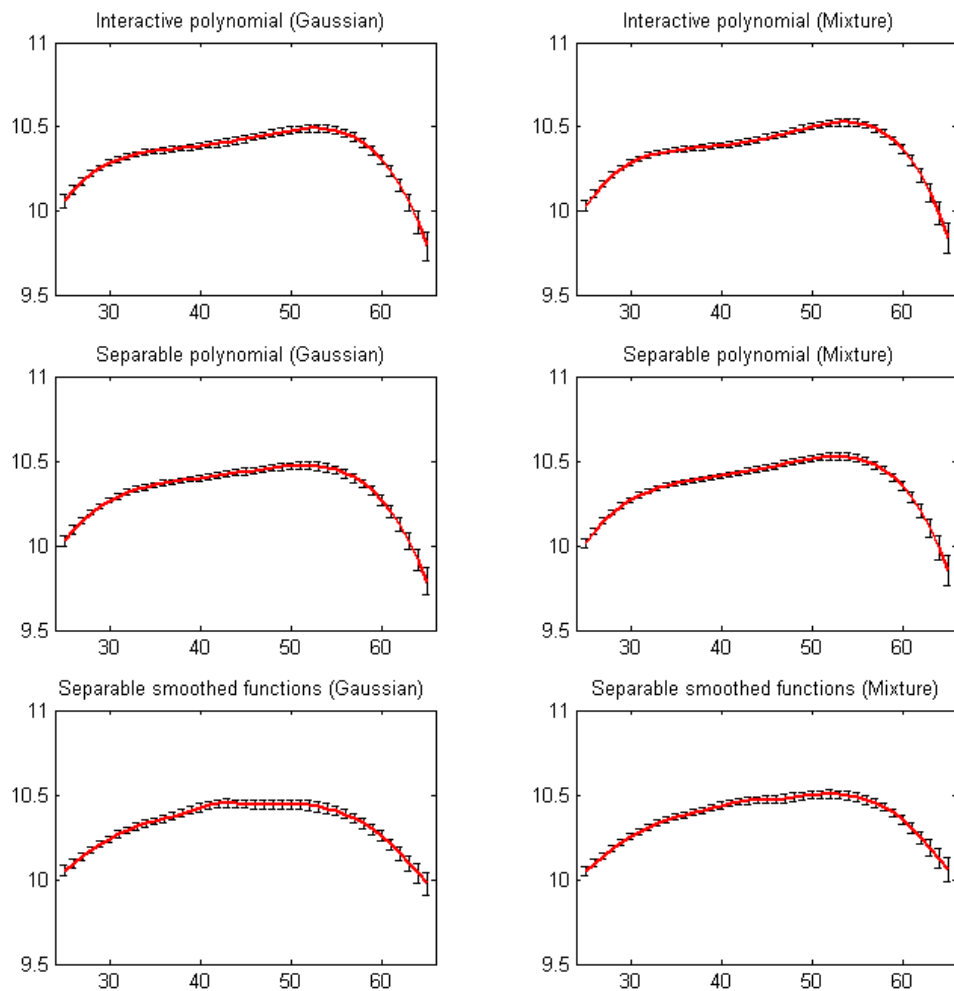 Interactive polynomial (Gaussian)
11
10.5
10
9.5
30 40 50 60
Interactive polynomial (Mixture)
11
10.5
10
9.5
30 40 50 60
Separable polynomial (Gaussian)
11
10.5
10
9.5
30 40 50 60
Separable polynomial (Mixture)
11
10.5
10
9.5
30 40 50 60
Separable smoothed functions (Gaussian)
11
10.5
10
9.5
30 40 50 60
Separable smoothed functions (Mixture)
11
10.5
10
9.5
30 40 50 60